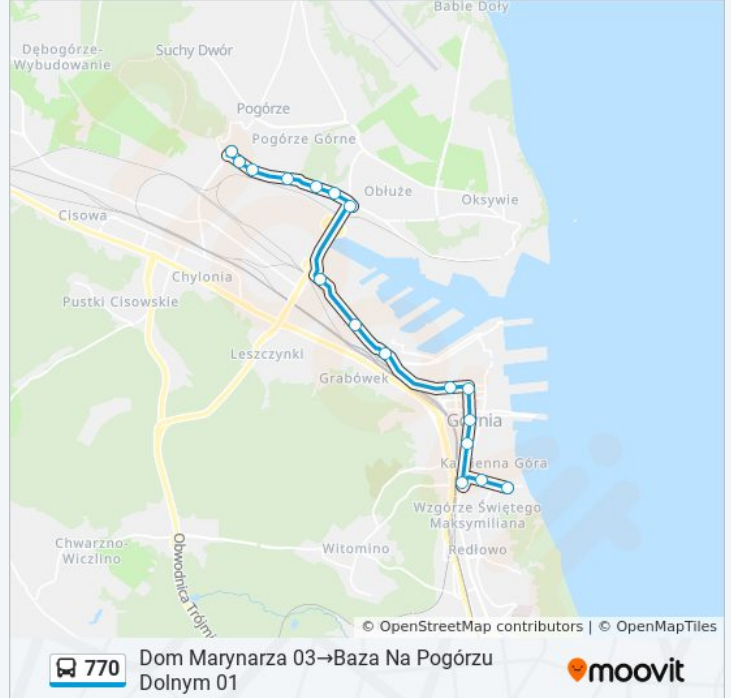 Babie Doły
Dębogórze-
Wybudowanie
Suchy Dwór
Pogórze
Pogórze Górne
Obłuże
Oksywie
Cisowa
Chylonia
Pustki Cisowskie
Leszczynki
Grabówek
Gdynia
Kamienna Góra
Wzgórze Świętego
Maksymiliana
Chwarzno-
Wiczlino
Witomino
Redłowo
Obwodnica Trójmi
© OpenStreetMap contributors | © OpenMapTiles
770
Dom Marynarza 03→Baza Na Pogórzu
Dolnym 01
moovit